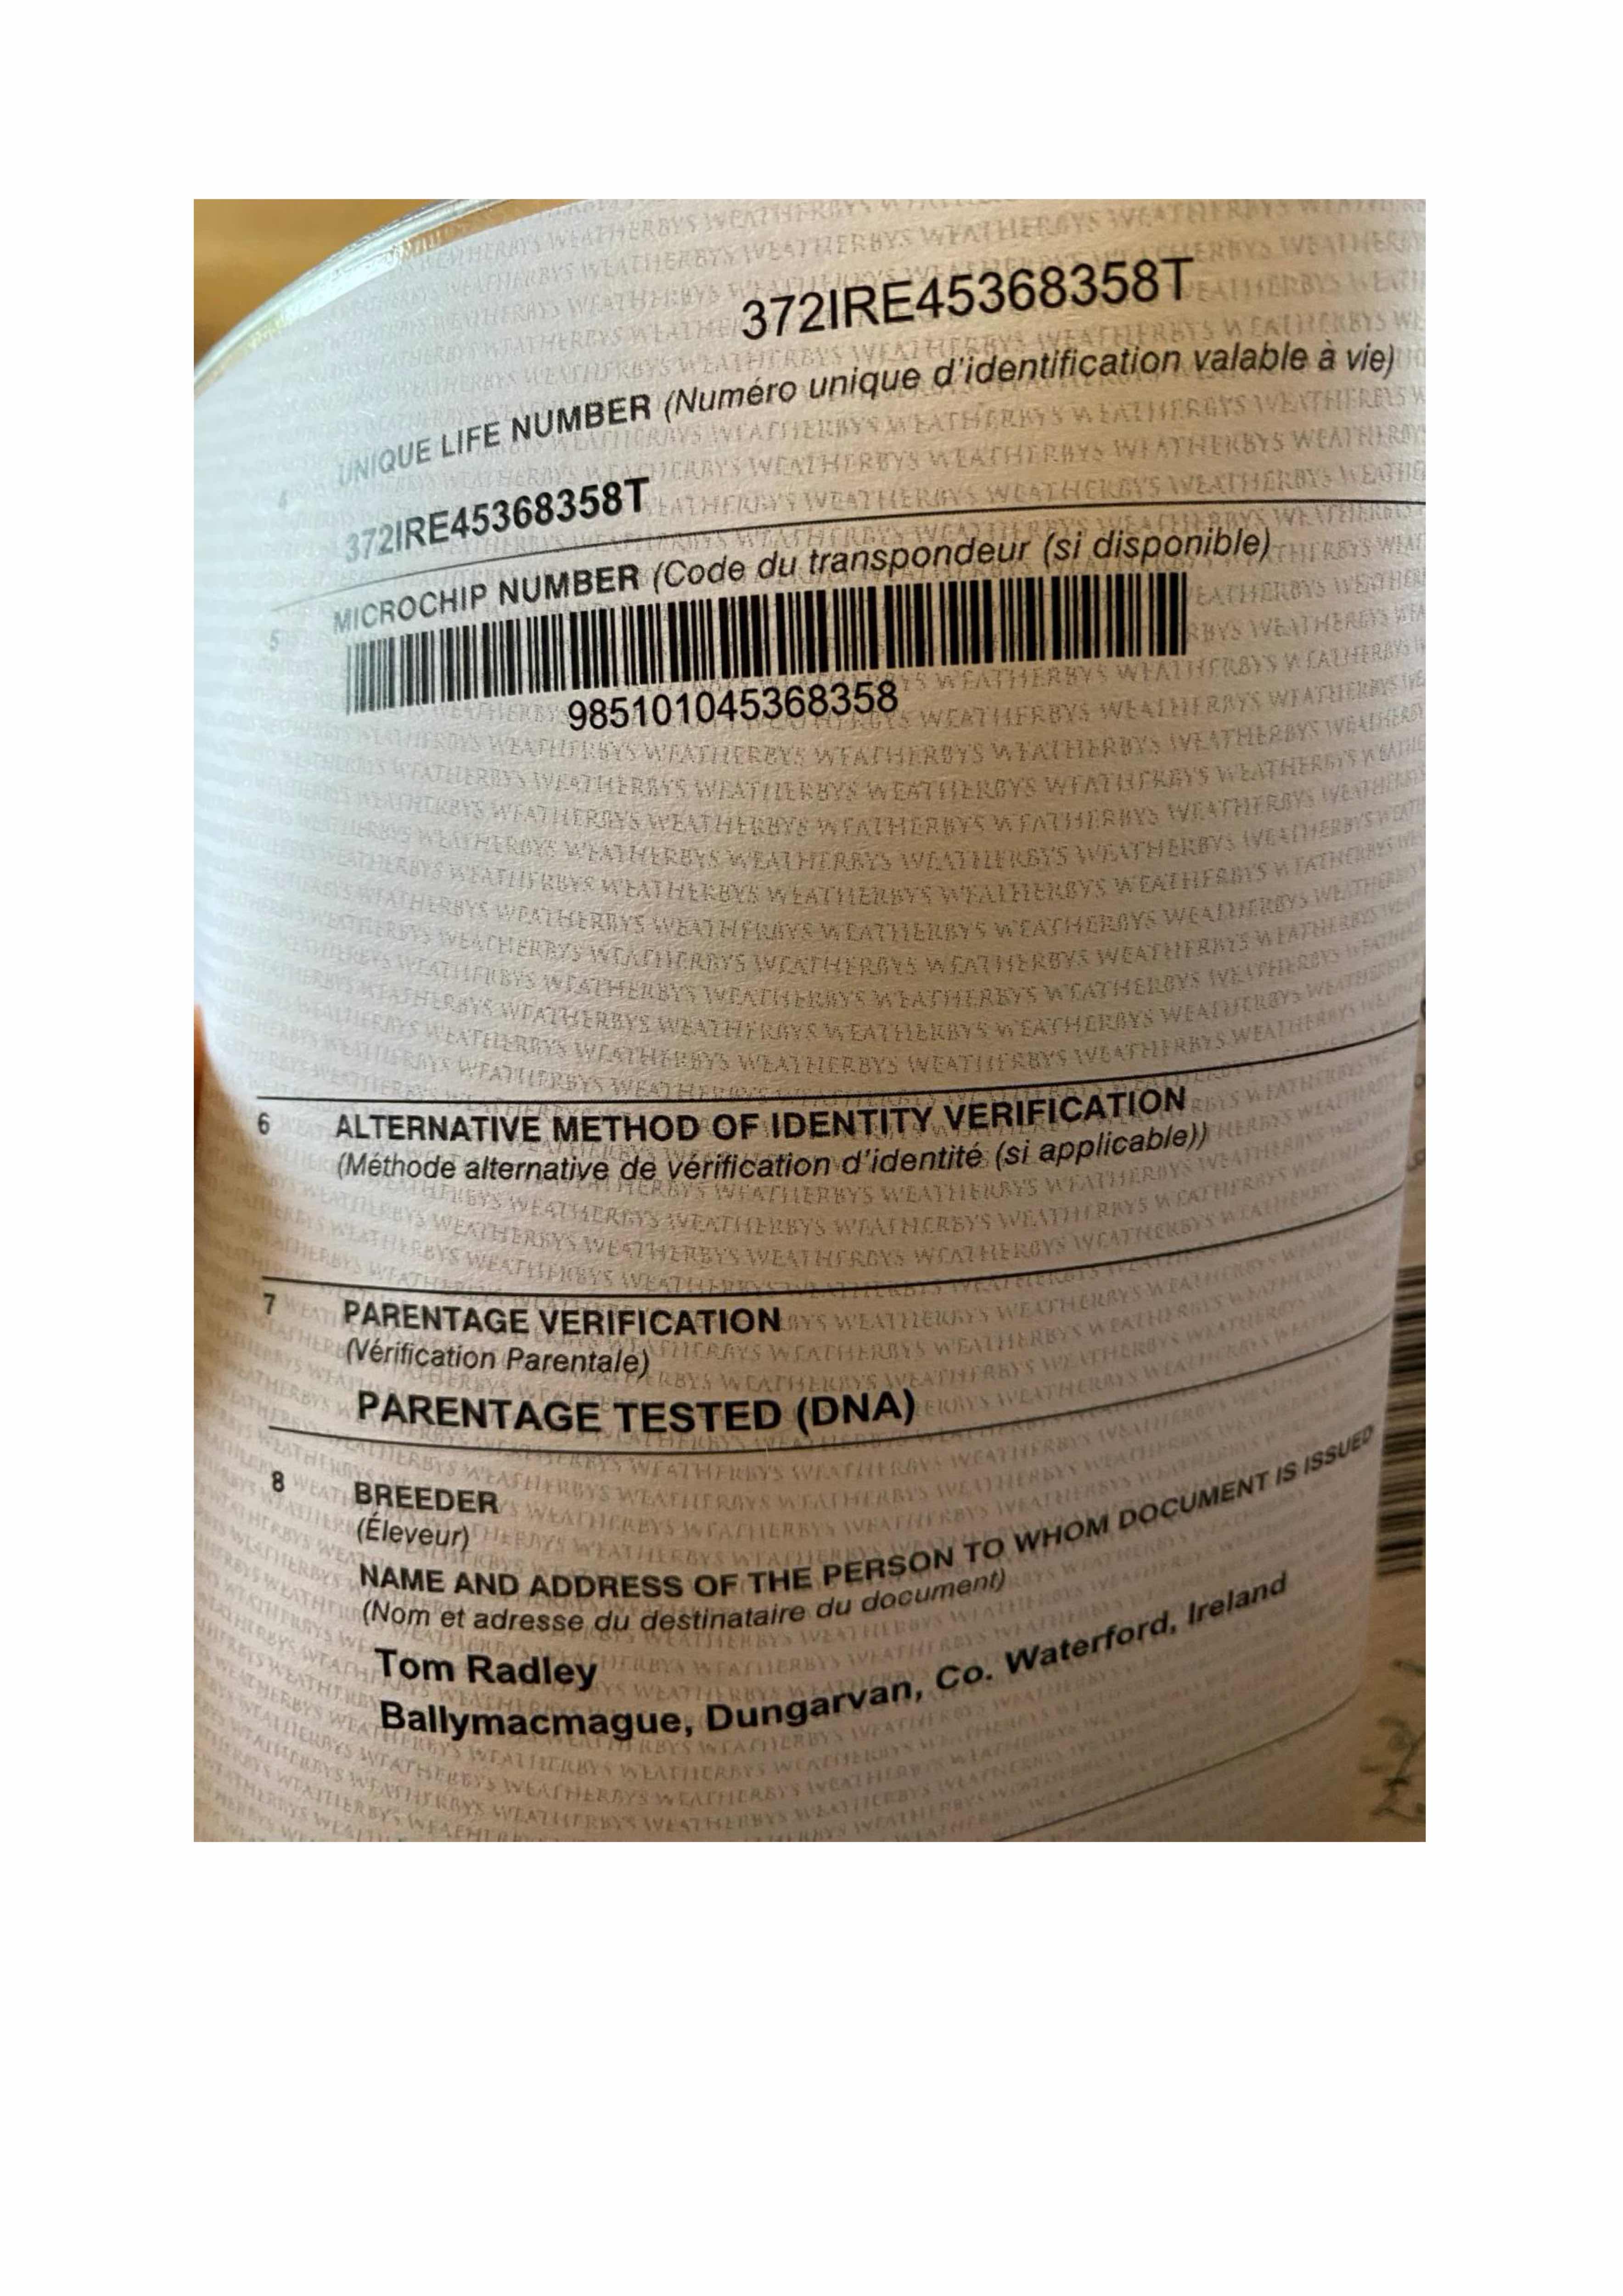 372IRE45368358T
4 UNIQUE LIFE NUMBER (Numéro unique d'identification valable à vie)
372IRE45368358T
5 MICROCHIP NUMBER (Code du transpondeur (si disponible)
985101045368358
6 ALTERNATIVE METHOD OF IDENTITY VERIFICATION
(Méthode alternative de vérification d'identité (si applicable))
7 PARENTAGE VERIFICATION
(Vérification Parentale)
PARENTAGE TESTED (DNA)
8 BREEDER
(Éleveur)
NAME AND ADDRESS OF THE PERSON TO WHOM DOCUMENT IS ISSUED
(Nom et adresse du destinataire du document)
Tom Radley
Ballymacmague, Dungarvan, Co. Waterford, Ireland